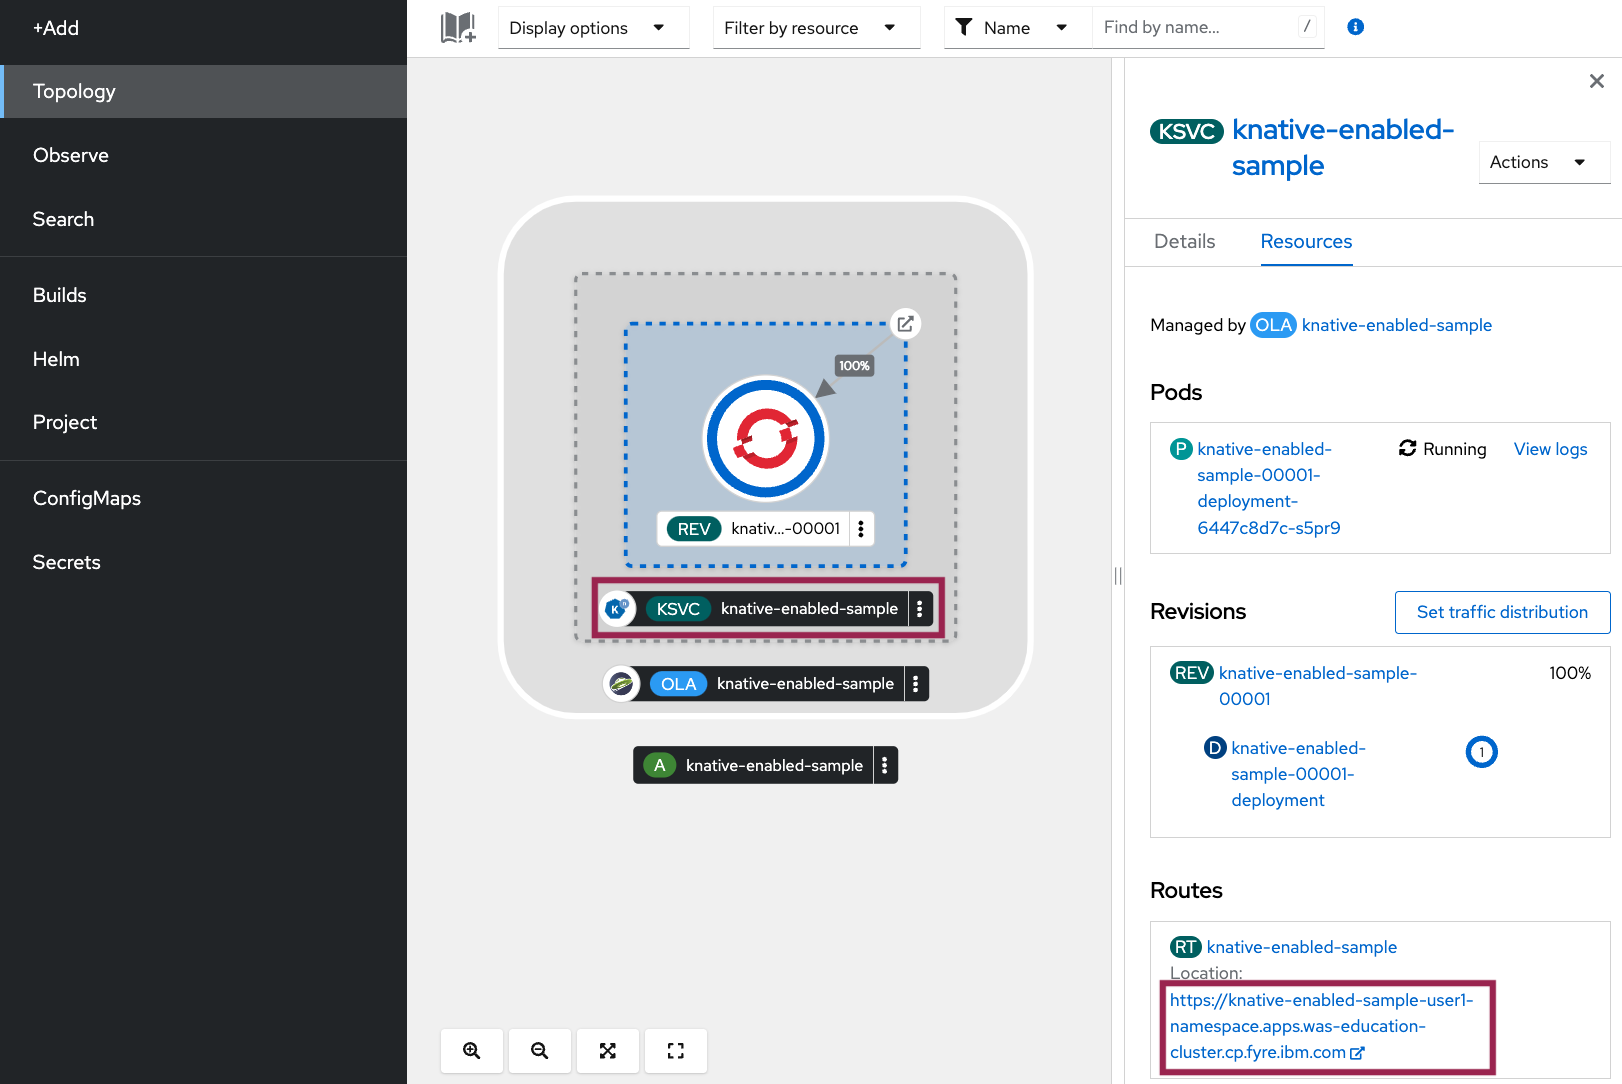 +Add
Topology
Observe
Search
Builds
Helm
Project
ConfigMaps
Secrets
Display options
Filter by resource
Name
Find by name...
/
100%
REV knativ...-00001
KSVC knative-enabled-sample
OLA knative-enabled-sample
A knative-enabled-sample
KSVC knative-enabled-
sample
Actions
Details
Resources
Managed by OLA knative-enabled-sample
Pods
P knative-enabled-
sample-00001-
deployment-
6447c8d7c-s5pr9
Running
View logs
Revisions
Set traffic distribution
REV knative-enabled-sample-
00001
100%
D knative-enabled-
sample-00001-
deployment
1
Routes
RT knative-enabled-sample
Location:
https://knative-enabled-sample-user1-
namespace.apps.was-education-
cluster.cp.fyre.ibm.com